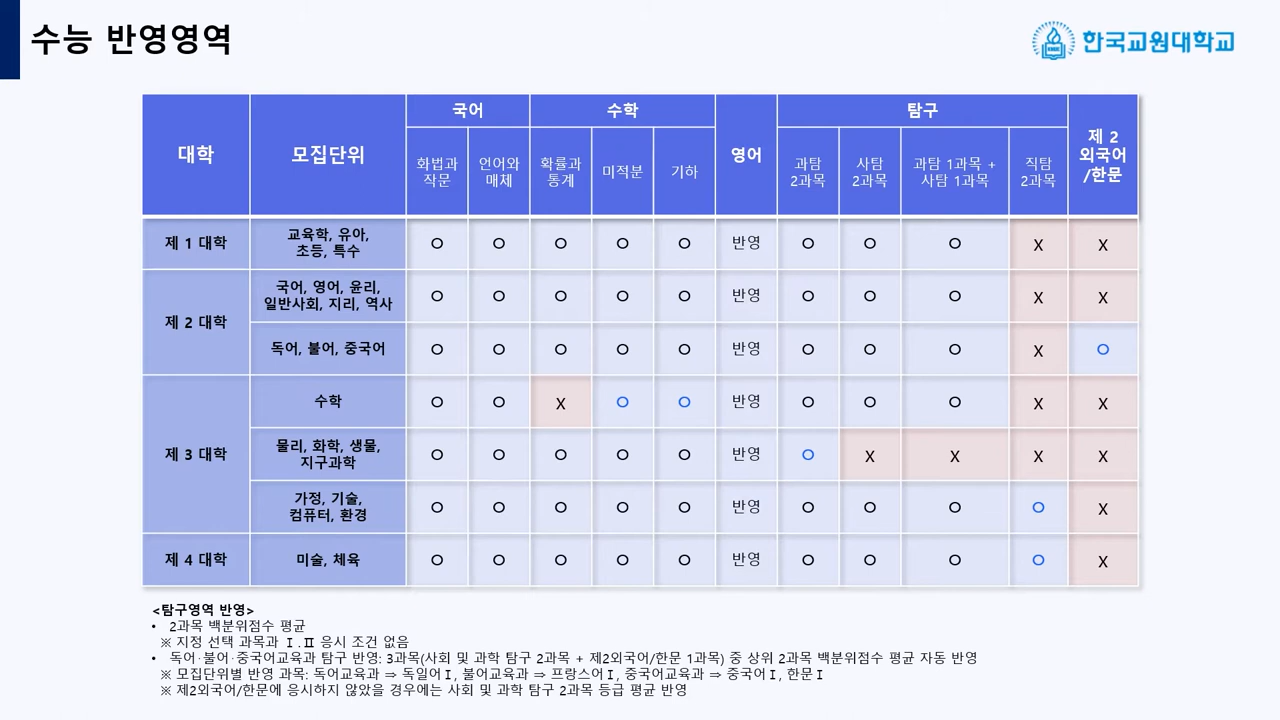 수능 반영영역
한국교원대학교
대학 모집단위 국어 수학 영어 탐구 제 2 외국어 /한문
화법과 작문 언어와 매체 확률과 통계 미적분 기하 과탐 2과목 사탐 2과목 과탐 1과목 + 사탐 1과목 직탐 2과목
제 1 대학 교육학, 유아, 초등, 특수 O O O O O 반영 O O O X X
제 2 대학 국어, 영어, 윤리, 일반사회, 지리, 역사 O O O O O 반영 O O O X X
독어, 불어, 중국어 O O O O O 반영 O O O X O
제 3 대학 수학 O O X O O 반영 O O O X X
물리, 화학, 생물, 지구과학 O O O O O 반영 O X X X X
가정, 기술, 컴퓨터, 환경 O O O O O 반영 O O O O X
제 4 대학 미술, 체육 O O O O O 반영 O O O O X
<탐구영역 반영>
• 2과목 백분위점수 평균
※ 지정 선택 과목과 Ⅰ.Ⅱ 응시 조건 없음
• 독어·불어·중국어교육과 탐구 반영: 3과목(사회 및 과학 탐구 2과목 + 제2외국어/한문 1과목) 중 상위 2과목 백분위점수 평균 자동 반영
※ 모집단위별 반영 과목: 독어교육과 ⇒ 독일어Ⅰ, 불어교육과 ⇒ 프랑스어Ⅰ, 중국어교육과 ⇒ 중국어Ⅰ, 한문Ⅰ
※ 제2외국어/한문에 응시하지 않았을 경우에는 사회 및 과학 탐구 2과목 등급 평균 반영